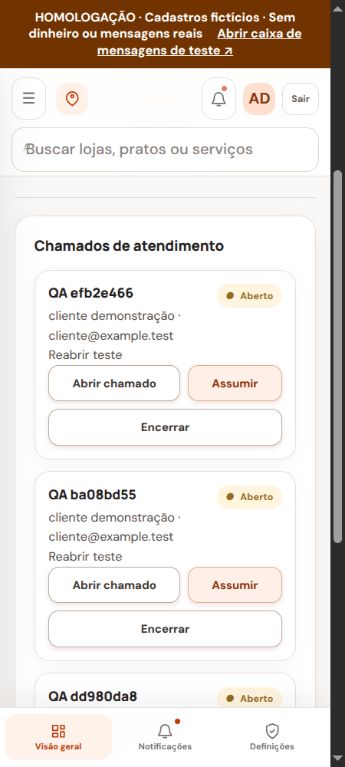 HOMOLOGAÇÃO · Cadastros fictícios · Sem
dinheiro ou mensagens reais Abrir caixa de
mensagens de teste ↗
AD
Sair
Buscar lojas, pratos ou serviços
Chamados de atendimento
QA efb2e466
Aberto
cliente demonstração ·
cliente@example.test
Reabrir teste
Abrir chamado
Assumir
Encerrar
QA ba08bd55
Aberto
cliente demonstração ·
cliente@example.test
Reabrir teste
Abrir chamado
Assumir
Encerrar
QA dd980da8
Aberto
Visão geral
Notificações
Definições